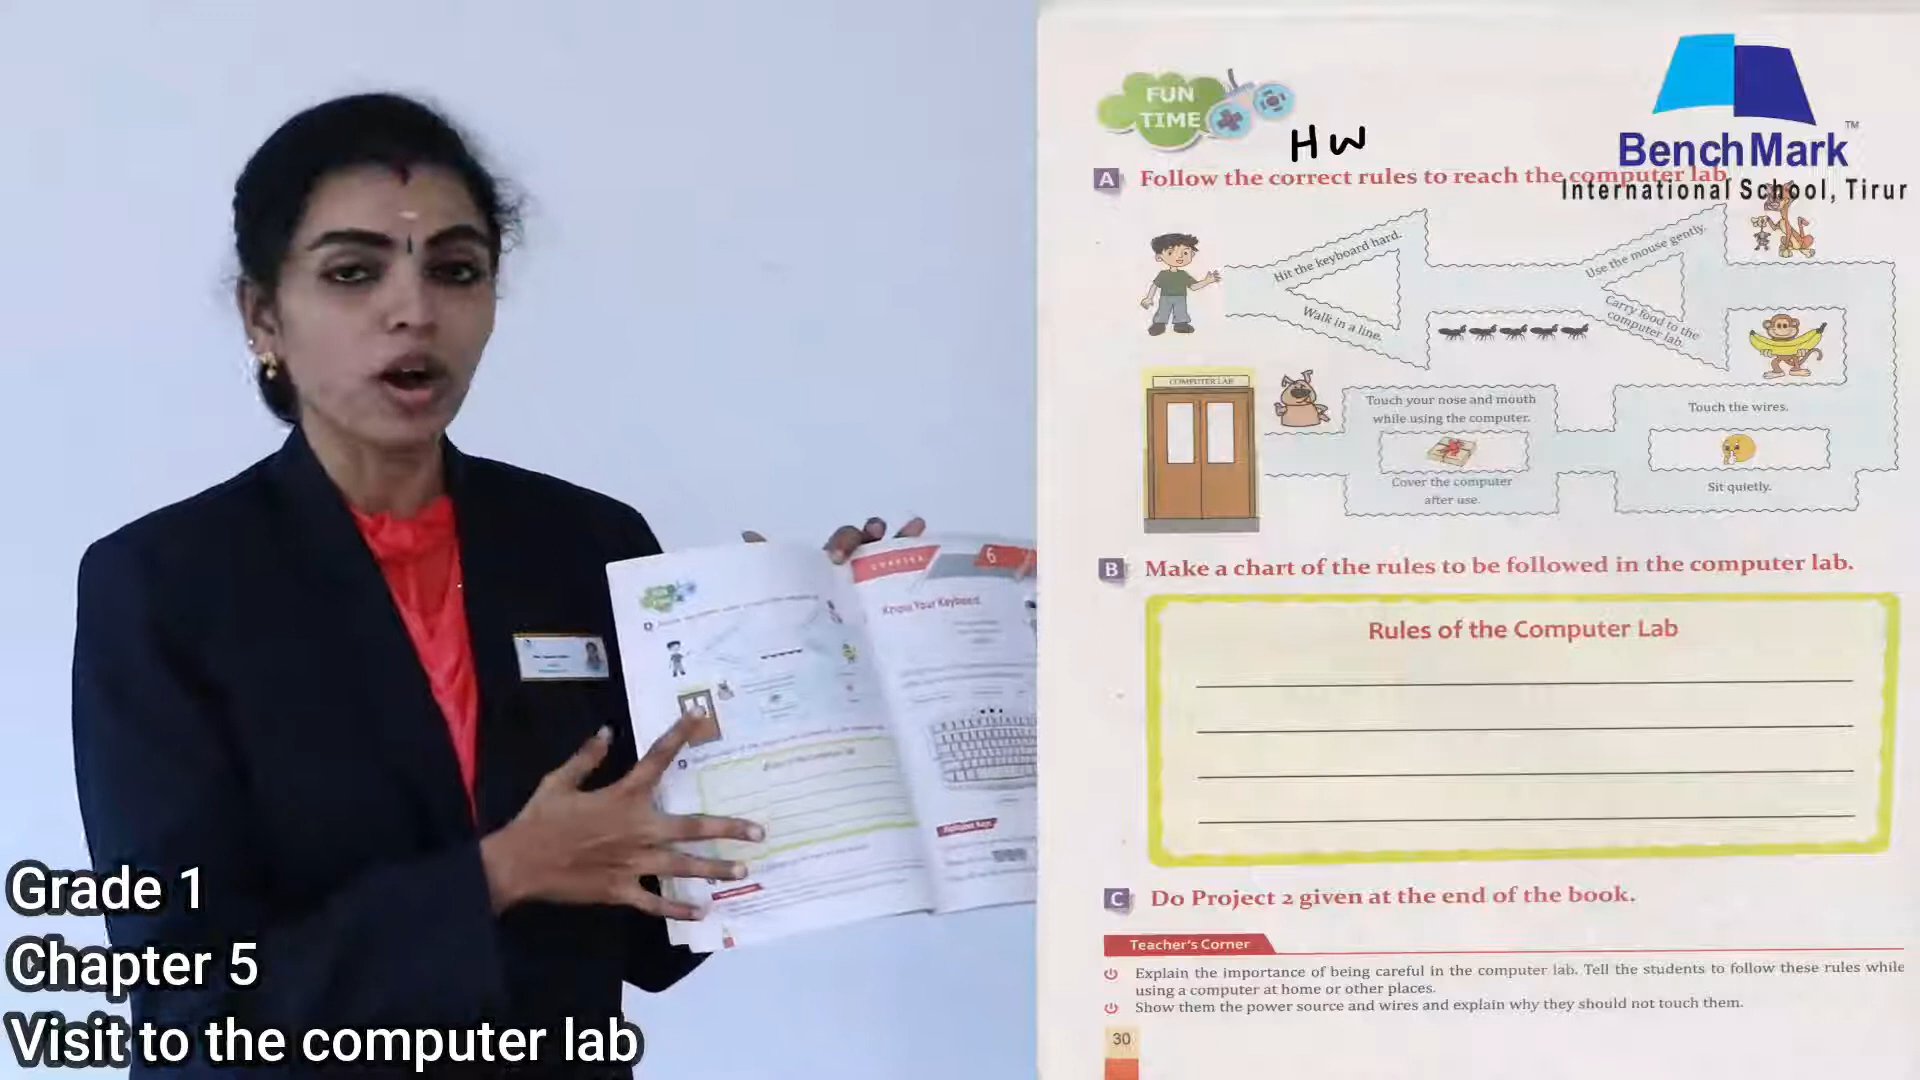 FUN
TIME
HW
BenchMark
TM
International School, Tirur
A Follow the correct rules to reach the computer lab
Hit the keyboard hard.
Walk in a line.
Use the mouse gently.
Carry food to the
computer lab.
COMPUTER LAB
Touch your nose and mouth
while using the computer.
Cover the computer
after use.
Touch the wires.
Sit quietly.
B Make a chart of the rules to be followed in the computer lab.
Rules of the Computer Lab
C Do Project 2 given at the end of the book.
Teacher's Corner
Explain the importance of being careful in the computer lab. Tell the students to follow these rules while
using a computer at home or other places.
Show them the power source and wires and explain why they should not touch them.
30
CHAPTER 6
Know Your Keyboard
Grade 1
Chapter 5
Visit to the computer lab